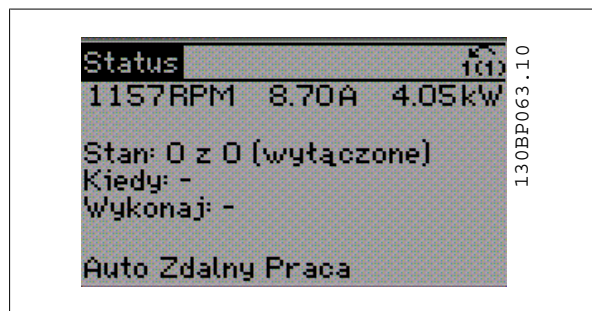 Status
1(1)
1157RPM 8.70A 4.05kW
Stan: 0 z 0 (wyłączone)
Kiedy: -
Wykonaj: -
Auto Zdalny Praca
130BP063.10